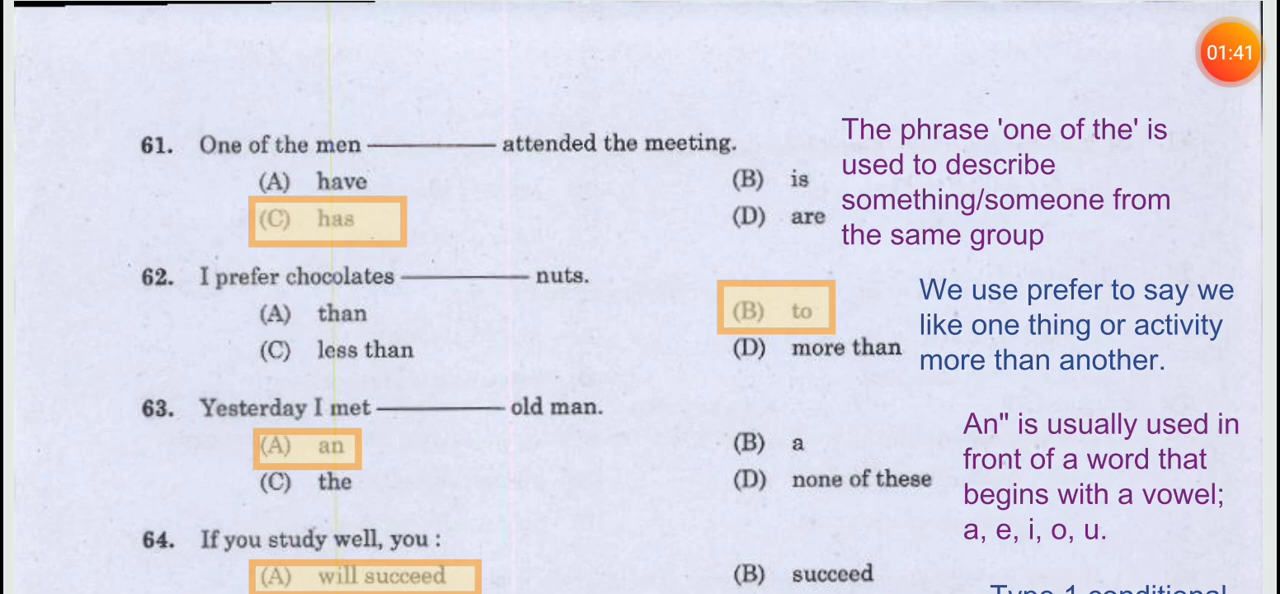 01:41
61. One of the men ———— attended the meeting.
(A) have
(B) is
(C) has
(D) are
The phrase 'one of the' is
used to describe
something/someone from
the same group
62. I prefer chocolates ———— nuts.
(A) than
(B) to
(C) less than
(D) more than
We use prefer to say we
like one thing or activity
more than another.
63. Yesterday I met ———— old man.
(A) an
(B) a
(C) the
(D) none of these
An" is usually used in
front of a word that
begins with a vowel;
a, e, i, o, u.
64. If you study well, you :
(A) will succeed
(B) succeed
Type 1 conditional